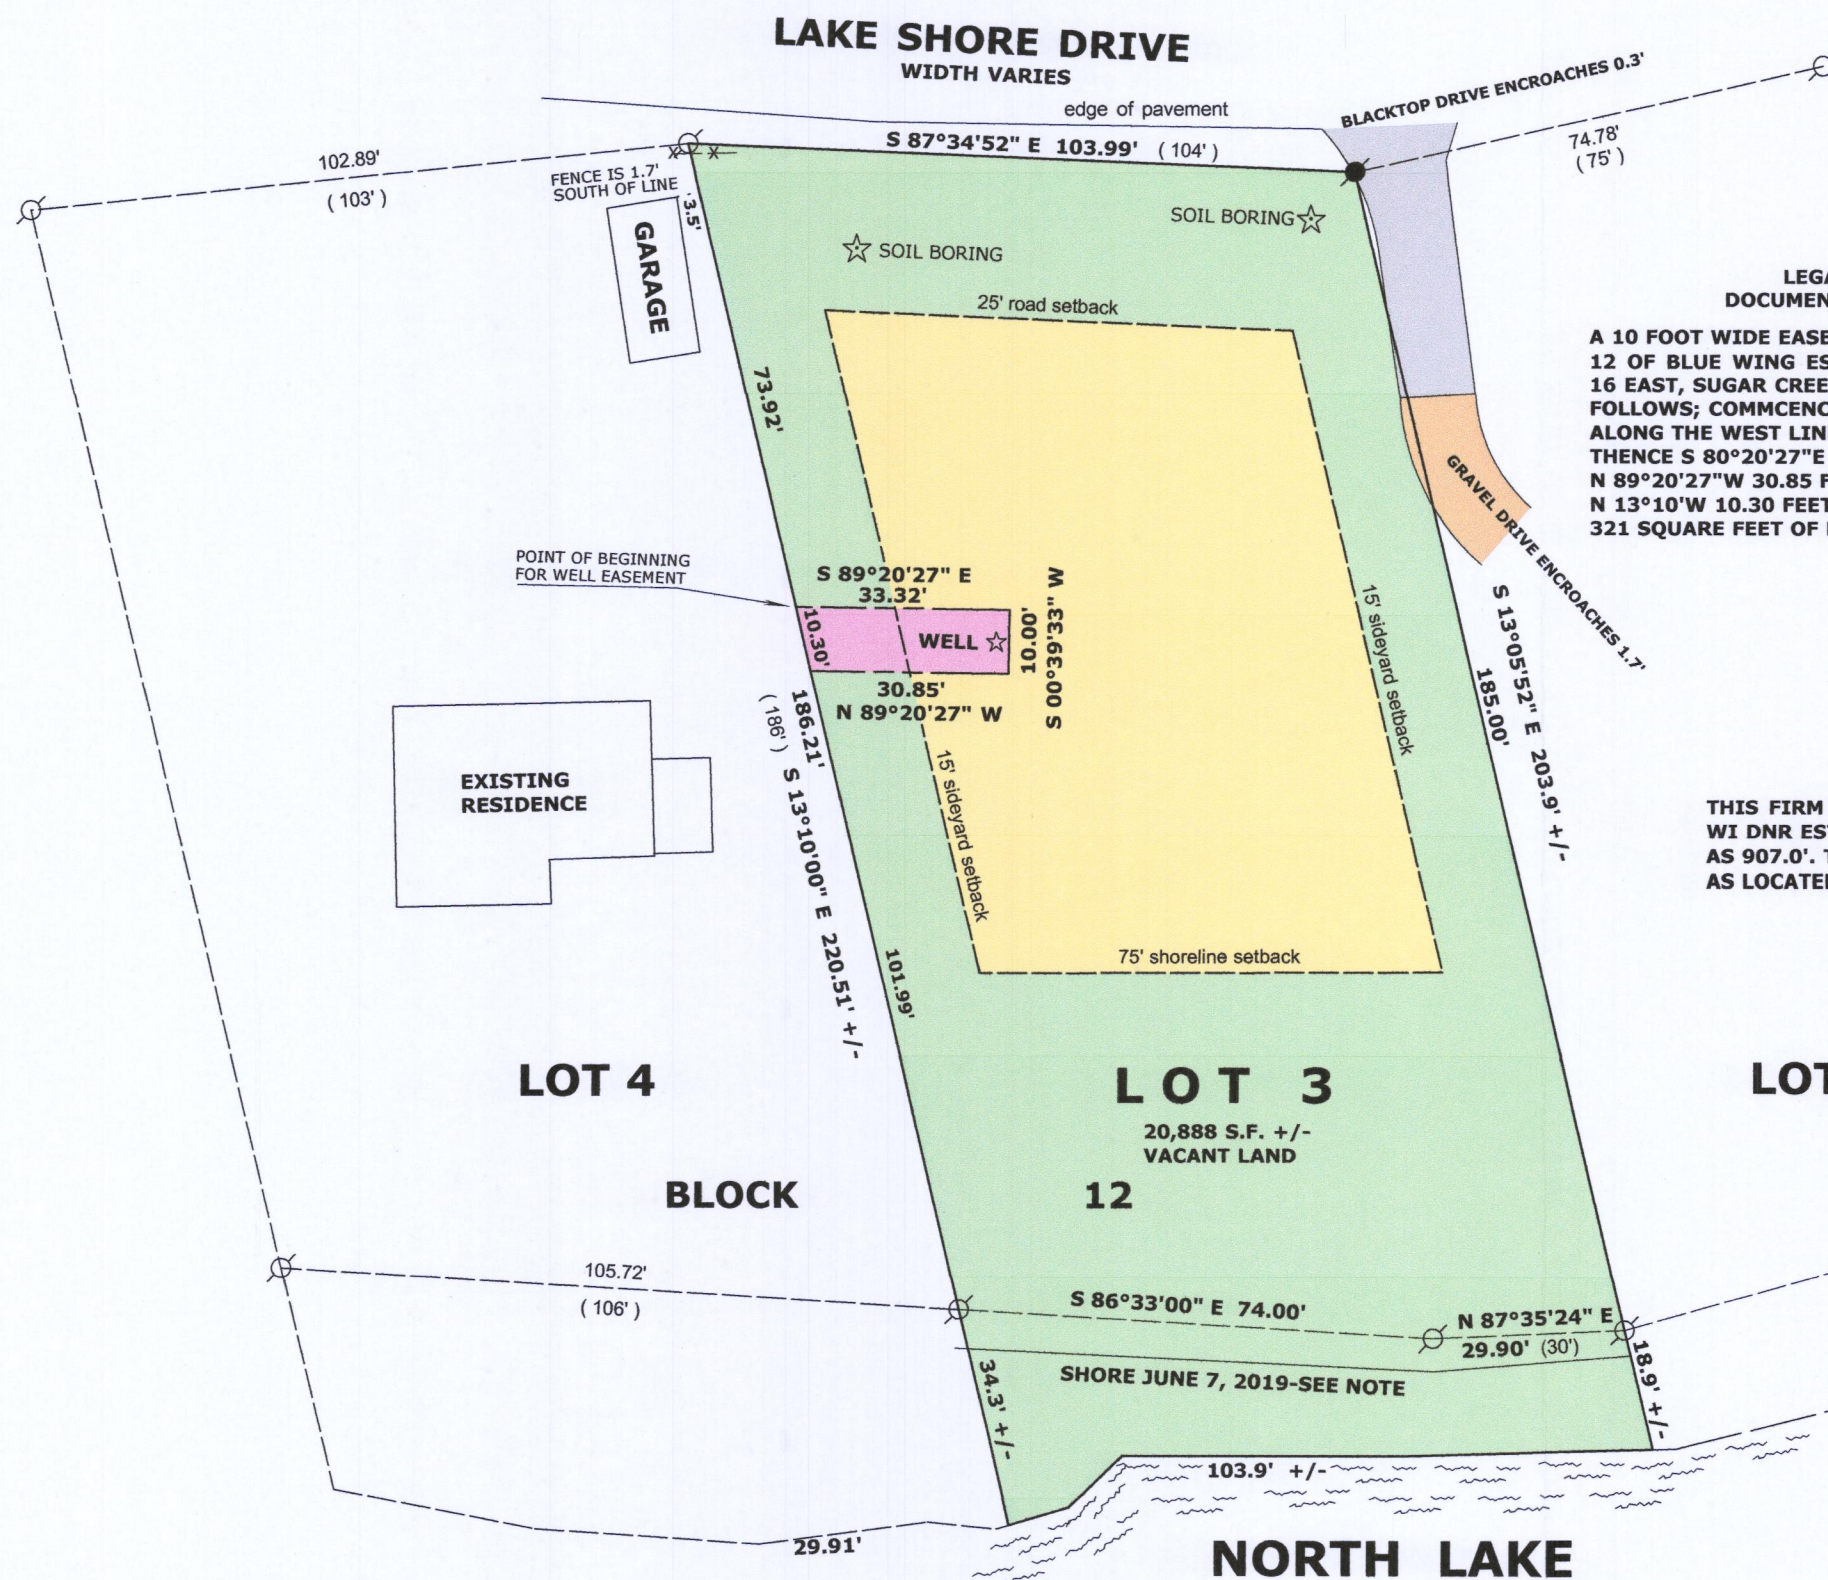 LAKE SHORE DRIVE
WIDTH VARIES
edge of pavement
BLACKTOP DRIVE ENCROACHES 0.3'
S 87°34'52" E 103.99' ( 104' )
102.89'
( 103' )
74.78'
( 75' )
FENCE IS 1.7'
SOUTH OF LINE
3.5'
GARAGE
SOIL BORING
SOIL BORING
25' road setback
73.92'
LEGA
DOCUMEN
A 10 FOOT WIDE EASE
12 OF BLUE WING ES
16 EAST, SUGAR CREE
FOLLOWS; COMMCENC
ALONG THE WEST LIN
THENCE S 80°20'27"E
N 89°20'27"W 30.85 F
N 13°10'W 10.30 FEET
321 SQUARE FEET OF
GRAVEL DRIVE ENCROACHES 1.7'
POINT OF BEGINNING
FOR WELL EASEMENT
S 89°20'27" E
33.32'
10.30'
WELL
10.00'
S 00°39'33" W
30.85'
N 89°20'27" W
15' sideyard setback
S 13°05'52" E 203.9' +/-
185.00'
186.21'
( 186' ) S 13°10'00" E 220.51' +/-
15' sideyard setback
EXISTING
RESIDENCE
THIS FIRM
WI DNR ES
AS 907.0'.
AS LOCATE
101.99'
75' shoreline setback
LOT 4
LOT 3
LOT
20,888 S.F. +/-
VACANT LAND
BLOCK 12
105.72'
( 106' )
S 86°33'00" E 74.00'
N 87°35'24" E
29.90' (30')
SHORE JUNE 7, 2019-SEE NOTE
34.3' +/-
18.9' +/-
103.9' +/-
29.91'
NORTH LAKE